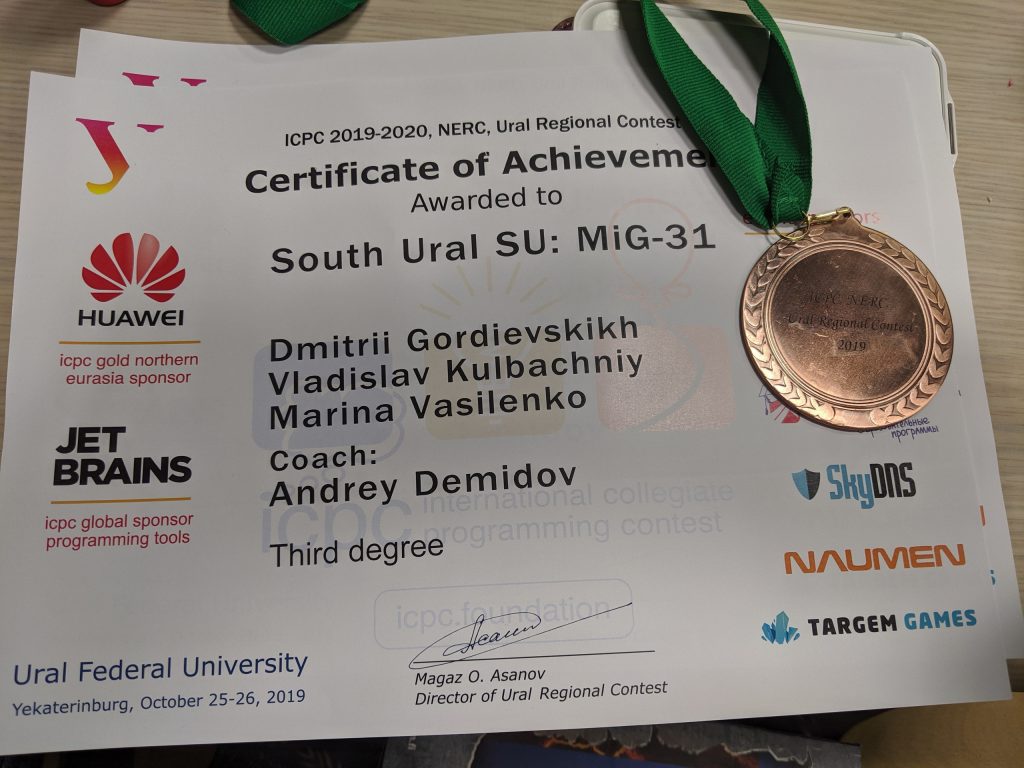 ICPC 2019-2020, NERC, Ural Regional Contest
Certificate of Achieveme
Awarded to
South Ural SU: MiG-31
Dmitrii Gordievskikh
Vladislav Kulbachniy
Marina Vasilenko
Coach:
Andrey Demidov
icpc international collegiate
programming contest
Third degree
icpc.foundation
Magaz O. Asanov
Director of Ural Regional Contest
Ural Federal University
Yekaterinburg, October 25-26, 2019
HUAWEI
icpc gold northern
eurasia sponsor
JET
BRAINS
icpc global sponsor
programming tools
ICPC, NERC
Ural Regional Contest
2019
программы
SkyDNS
NAUMEN
TARGEM GAMES